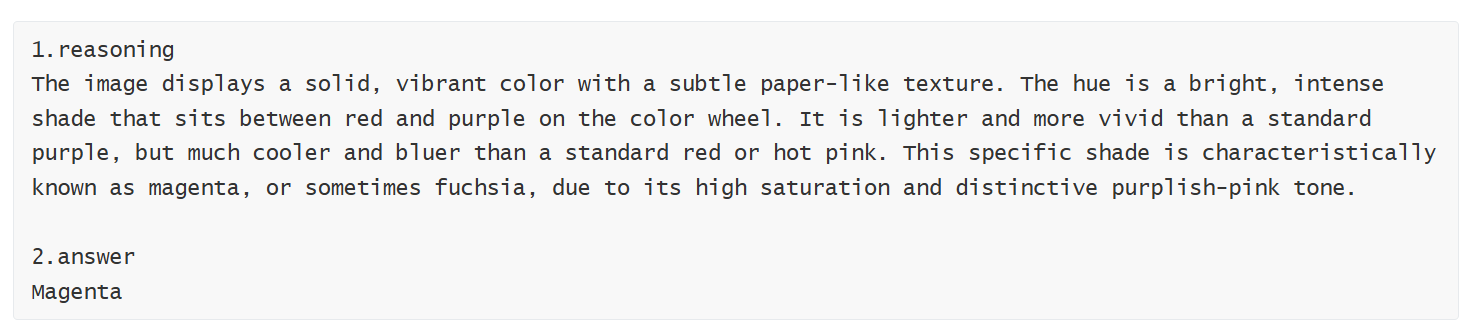 1.reasoning
The image displays a solid, vibrant color with a subtle paper-like texture. The hue is a bright, intense
shade that sits between red and purple on the color wheel. It is lighter and more vivid than a standard
purple, but much cooler and bluer than a standard red or hot pink. This specific shade is characteristically
known as magenta, or sometimes fuchsia, due to its high saturation and distinctive purplish-pink tone.

2.answer
Magenta